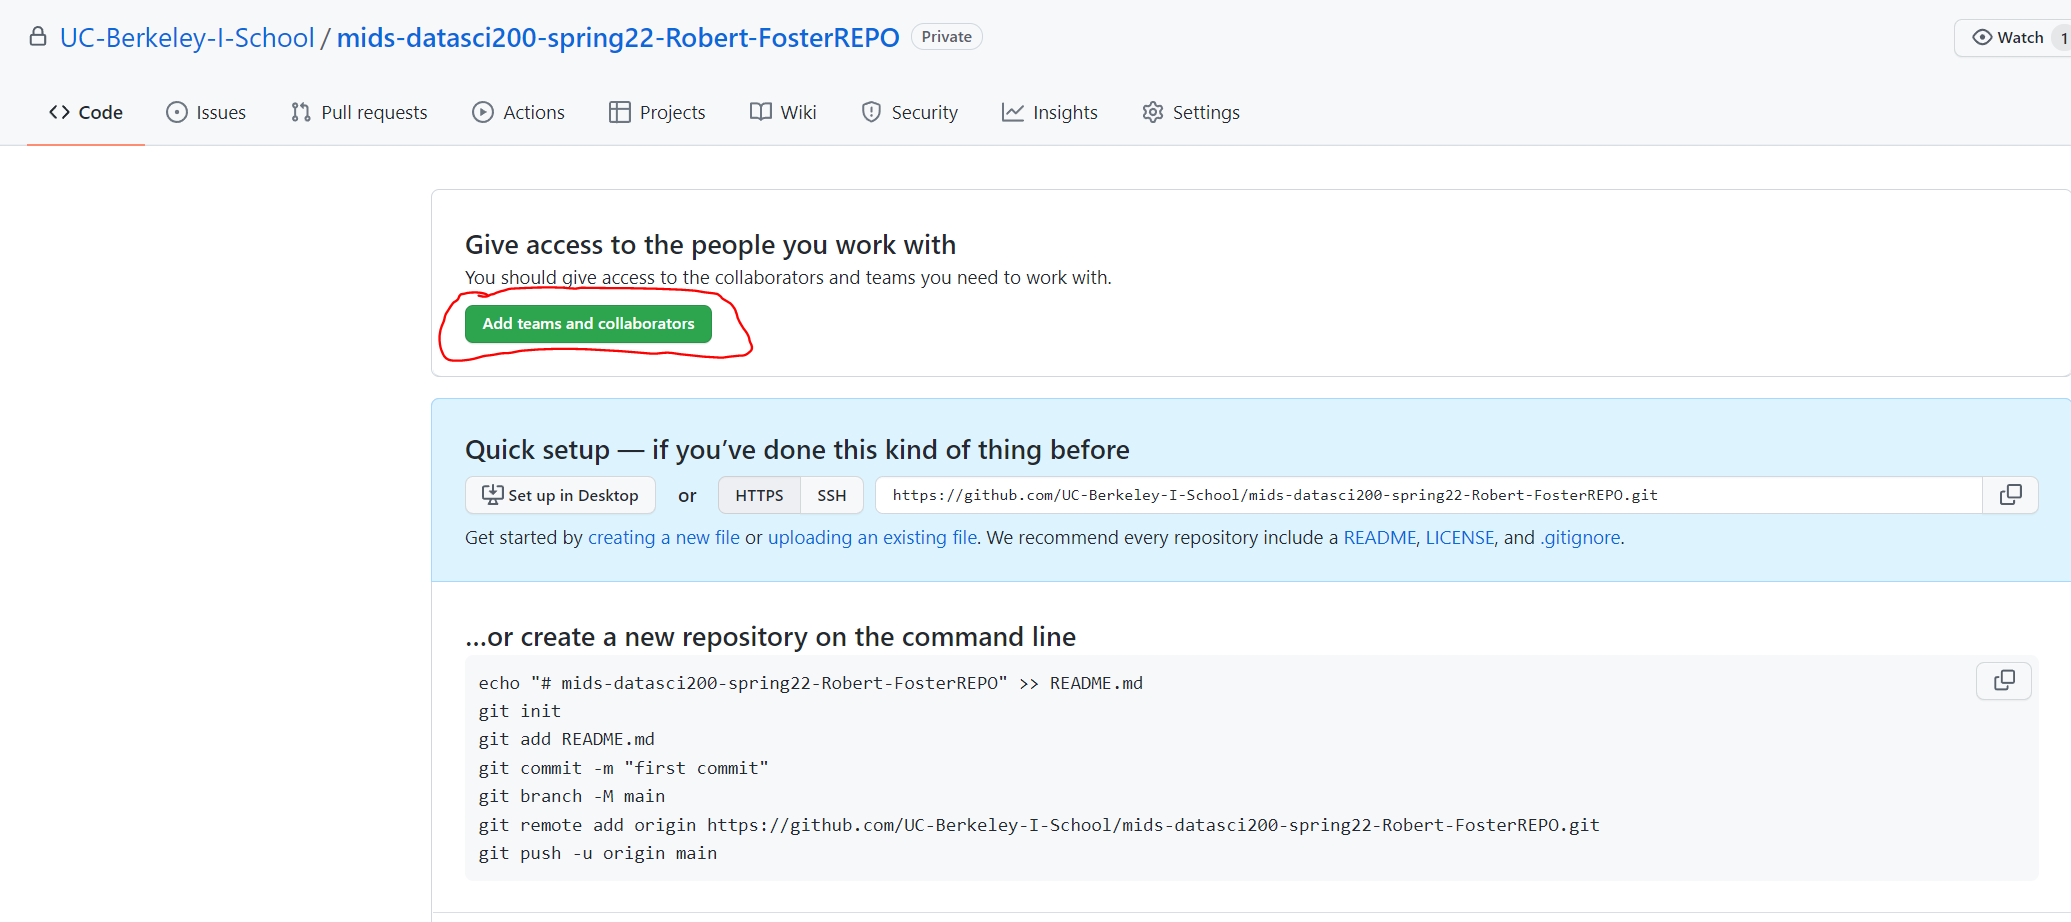 UC-Berkeley-I-School / mids-datasci200-spring22-Robert-FosterREPO Private
Watch 1
Code Issues Pull requests Actions Projects Wiki Security Insights Settings
Give access to the people you work with
You should give access to the collaborators and teams you need to work with.
Add teams and collaborators
Quick setup — if you’ve done this kind of thing before
Set up in Desktop or HTTPS SSH https://github.com/UC-Berkeley-I-School/mids-datasci200-spring22-Robert-FosterREPO.git
Get started by creating a new file or uploading an existing file. We recommend every repository include a README, LICENSE, and .gitignore.
…or create a new repository on the command line
echo "# mids-datasci200-spring22-Robert-FosterREPO" >> README.md
git init
git add README.md
git commit -m "first commit"
git branch -M main
git remote add origin https://github.com/UC-Berkeley-I-School/mids-datasci200-spring22-Robert-FosterREPO.git
git push -u origin main